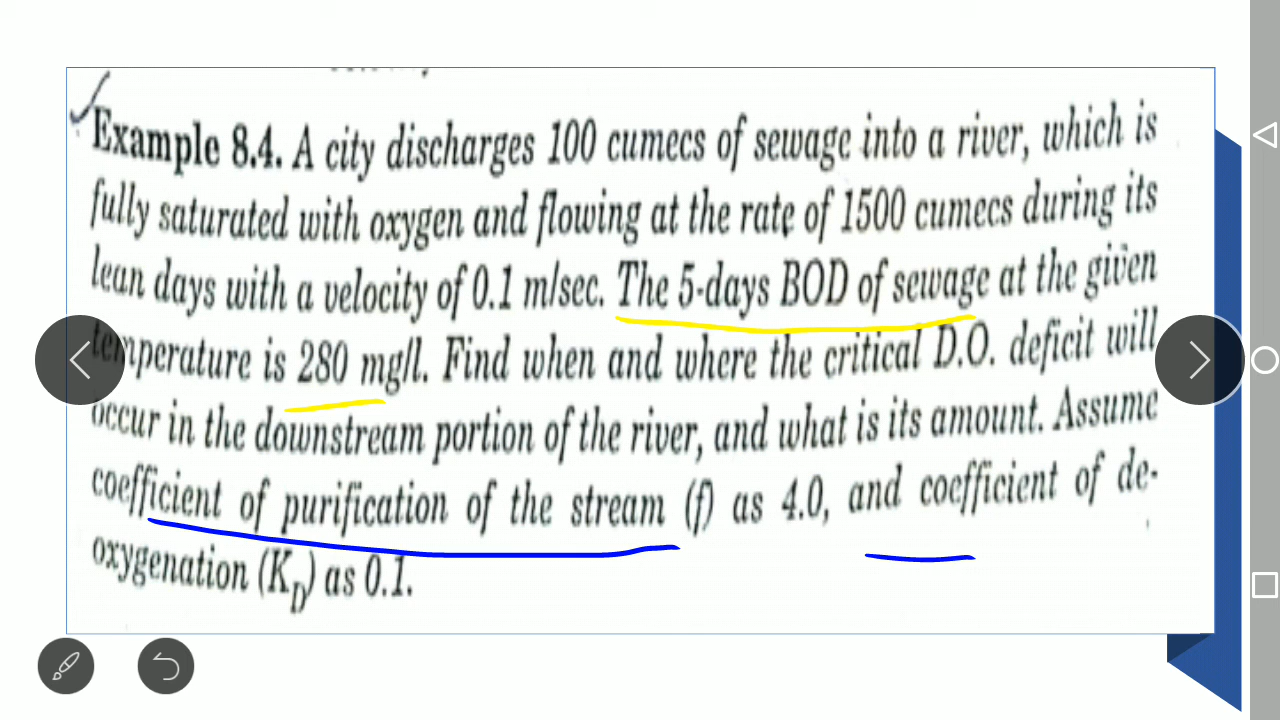 Example 8.4. A city discharges 100 cumecs of sewage into a river, which is
fully saturated with oxygen and flowing at the rate of 1500 cumecs during its
lean days with a velocity of 0.1 m/sec. The 5-days BOD of sewage at the given
temperature is 280 mg/l. Find when and where the critical D.O. deficit will
occur in the downstream portion of the river, and what is its amount. Assume
coefficient of purification of the stream (f) as 4.0, and coefficient of de-
oxygenation (K_D) as 0.1.